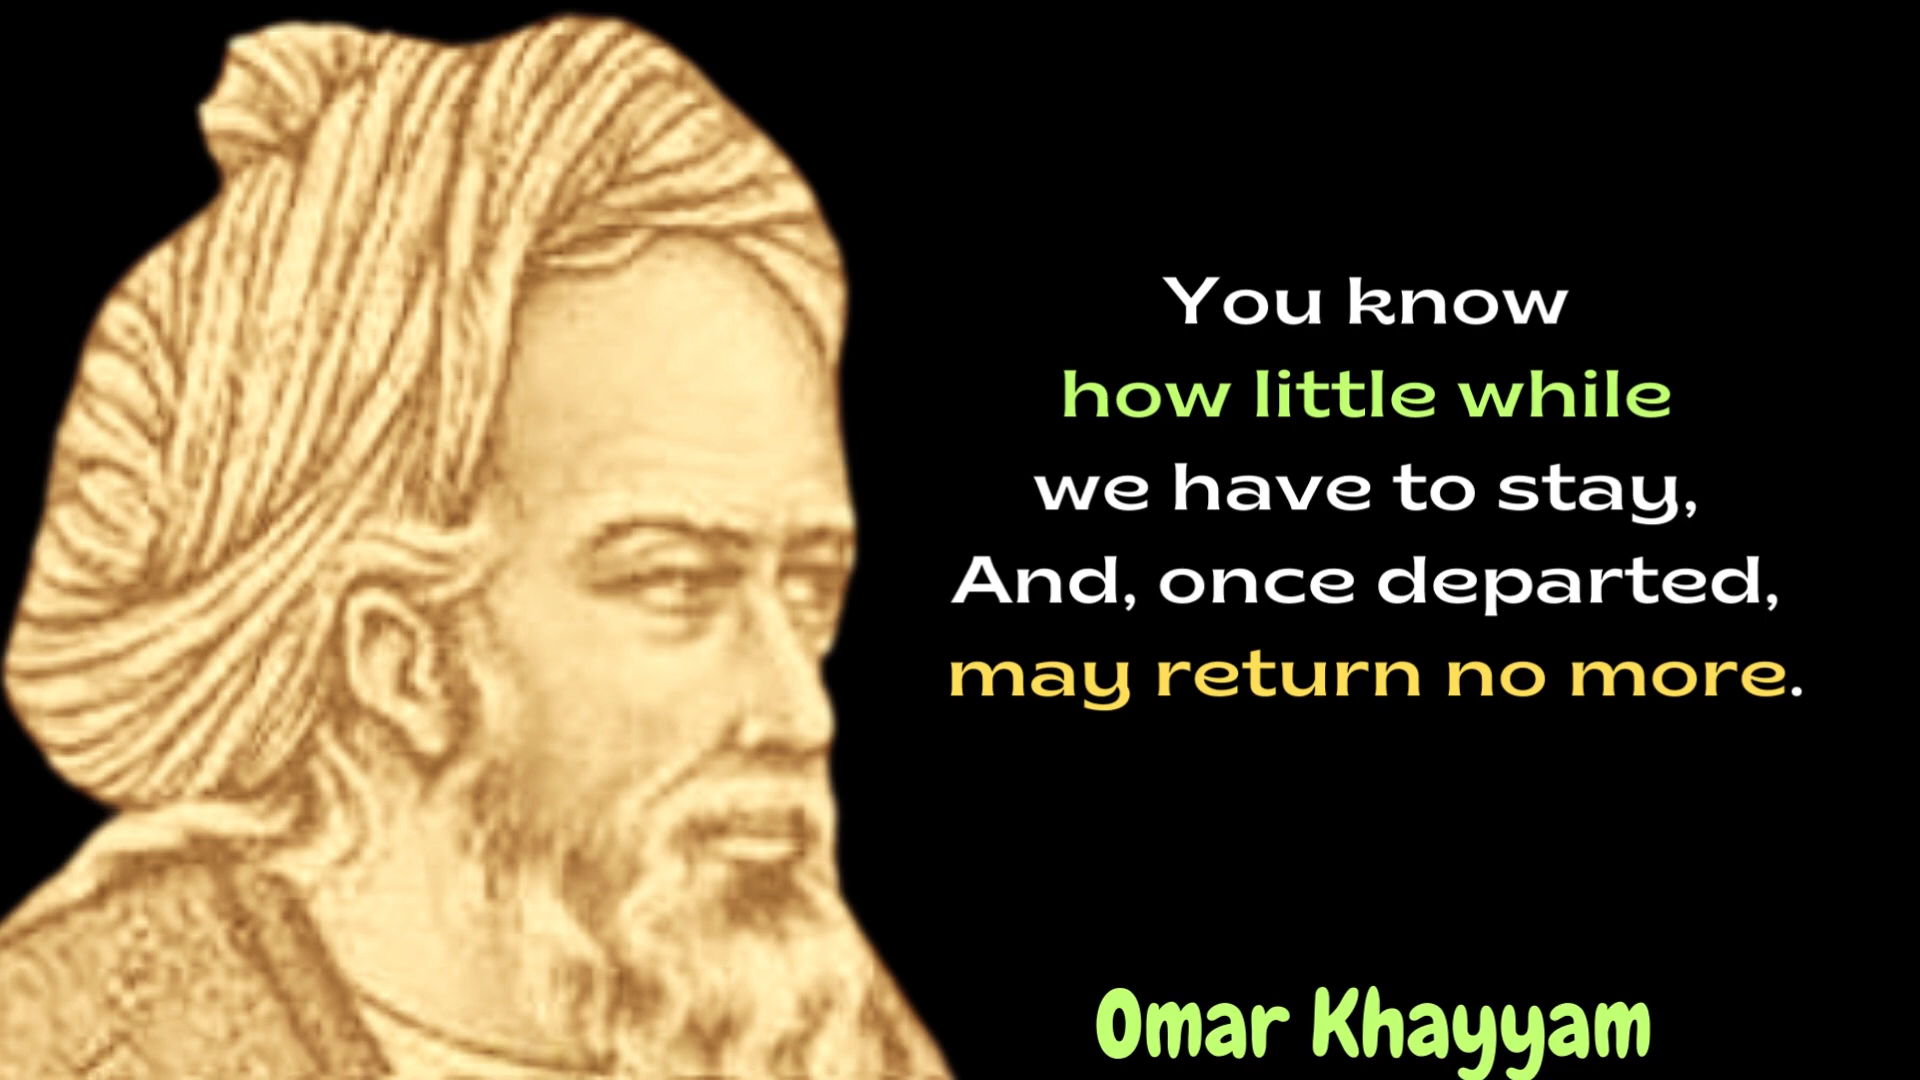 You know
how little while
we have to stay,
And, once departed,
may return no more.
Omar Khayyam